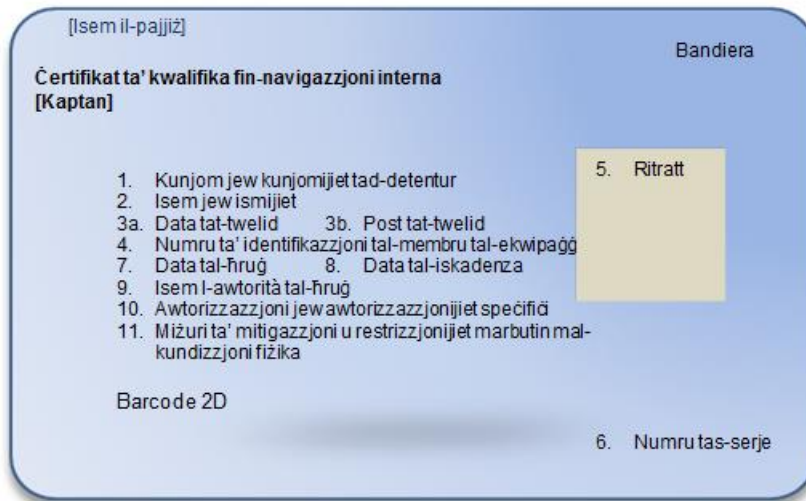 [Isem il-pajjiż]
Bandiera
Ċertifikat ta' kwalifika fin-navigazzjoni interna
[Kaptan]
1. Kunjom jew kunjomijiet tad-detentur
2. Isem jew ismijiet
3a. Data tat-twelid 3b. Post tat-twelid
4. Numru ta' identifikazzjoni tal-membru tal-ekwipaġġ
5. Ritratt
7. Data tal-ħruġ 8. Data tal-iskadenza
9. Isem l-awtorità tal-ħruġ
10. Awtorizzazzjoni jew awtorizzazzjonijiet speċifiċi
11. Miżuri ta' mitigazzjoni u restrizzjonijiet marbutin mal-
kundizzjoni fiżika
Barcode 2D
6. Numru tas-serje